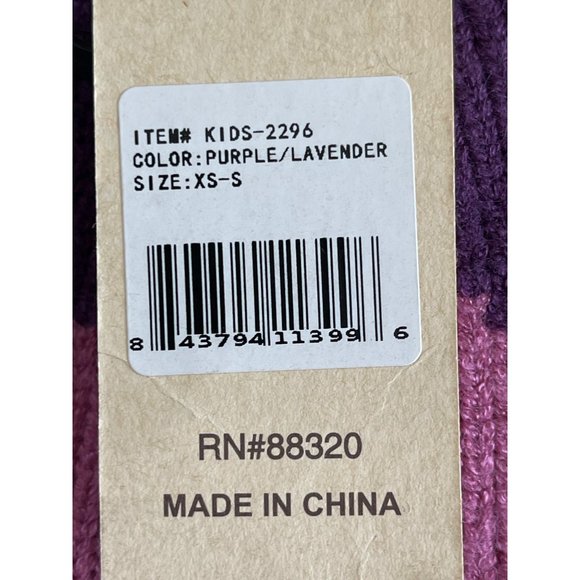 ITEM# KIDS-2296
COLOR:PURPLE/LAVENDER
SIZE:XS-S
8 43794 11399 6
RN#88320
MADE IN CHINA